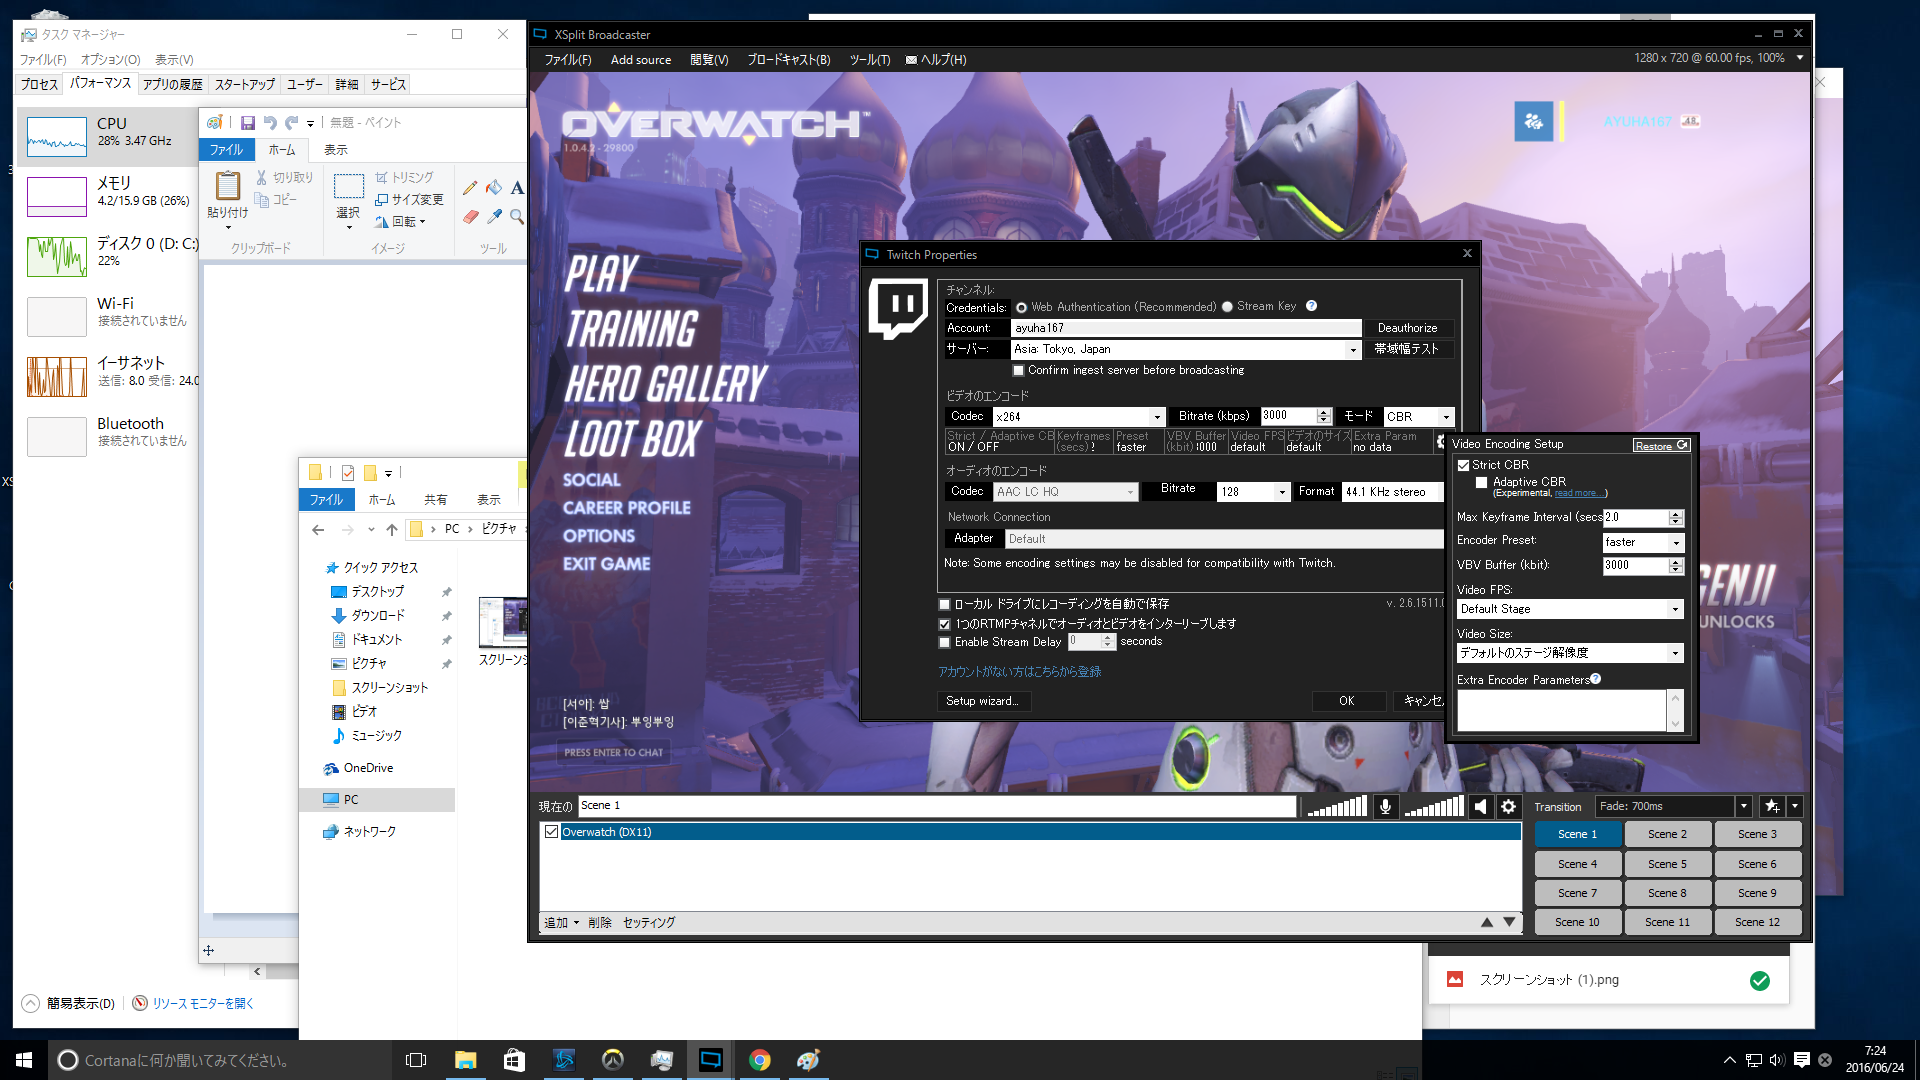 タスク マネージャー
ファイル(F) オプション(O) 表示(V)
プロセス パフォーマンス アプリの履歴 スタートアップ ユーザー 詳細 サービス
CPU
28% 3.47 GHz
メモリ
4.2/15.9 GB (26%)
ディスク 0 (D: C:)
22%
Wi-Fi
接続されていません
イーサネット
送信: 8.0 受信: 24.0
Bluetooth
接続されていません
簡易表示(D) リソース モニターを開く
無題 - ペイント
ファイル ホーム 表示
貼り付け
切り取り
コピー
クリップボード
選択
トリミング
サイズ変更
回転
イメージ
ツール
ファイル ホーム 共有 表示
PC ピクチャ
クイック アクセス
デスクトップ
ダウンロード
ドキュメント
ピクチャ
スクリーンショット
ビデオ
ミュージック
OneDrive
PC
ネットワーク
XSplit Broadcaster
ファイル(F) Add source 閲覧(V) ブロードキャスト(B) ツール(T) ヘルプ(H)
1280 x 720 @ 60.00 fps, 100%
OVERWATCH™
1.0.4.2 - 29800
AYUHA167 48
PLAY
TRAINING
HERO GALLERY
LOOT BOX
SOCIAL
CAREER PROFILE
OPTIONS
EXIT GAME
[서아]: 쌉
[이준혁기사]: 뿌잉뿌잉
PRESS ENTER TO CHAT
GENJI
UNLOCKS
Twitch Properties
チャンネル:
Credentials: Web Authentication (Recommended) Stream Key
Account: ayuha167 Deauthorize
サーバー: Asia: Tokyo, Japan 帯域幅テスト
Confirm ingest server before broadcasting
ビデオのエンコード
Codec x264 Bitrate (kbps) 3000 モード CBR
Strict / Adaptive CB Keyframes (secs) Preset VBV Buffer (kbit) Video FPS ビデオのサイズ Extra Param
ON / OFF faster default default no data
オーディオのエンコード
Codec AAC LC HQ Bitrate 128 Format 44.1 KHz stereo
Network Connection
Adapter Default
Note: Some encoding settings may be disabled for compatibility with Twitch.
ローカル ドライブにレコーディングを自動で保存
v. 2.6.1511.0
1つのRTMPチャネルでオーディオとビデオをインターリーブします
Enable Stream Delay 0 seconds
アカウントがない方はこちらから登録
Setup wizard... OK キャンセル
Video Encoding Setup Restore
Strict CBR
Adaptive CBR
(Experimental, read more...)
Max Keyframe Interval (secs 2.0
Encoder Preset: faster
VBV Buffer (kbit): 3000
Video FPS:
Default Stage
Video Size:
デフォルトのステージ解像度
Extra Encoder Parameters
現在の Scene 1
Overwatch (DX11)
追加 削除 セッティング
Transition Fade: 700ms
Scene 1 Scene 2 Scene 3
Scene 4 Scene 5 Scene 6
Scene 7 Scene 8 Scene 9
Scene 10 Scene 11 Scene 12
スクリーンショット (1).png
Cortanaに何か聞いてみてください。
7:24
2016/06/24